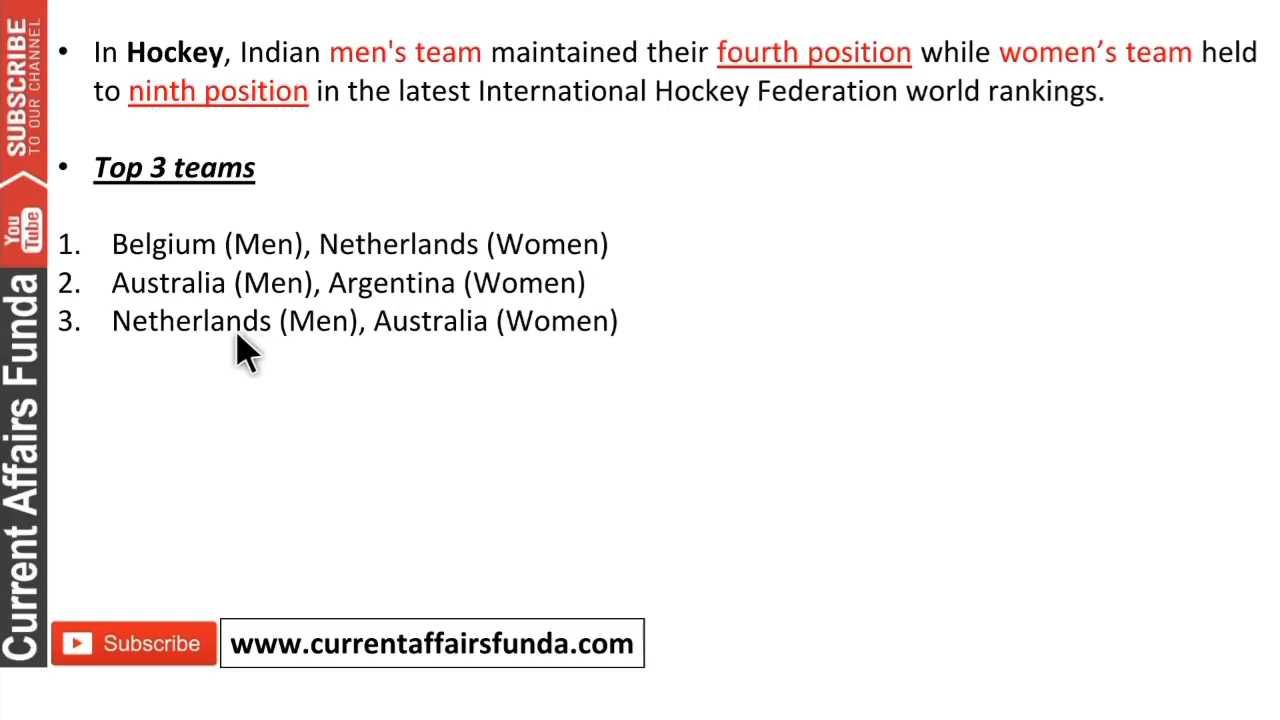 • In Hockey, Indian men's team maintained their fourth position while women’s team held
to ninth position in the latest International Hockey Federation world rankings.
• Top 3 teams
1. Belgium (Men), Netherlands (Women)
2. Australia (Men), Argentina (Women)
3. Netherlands (Men), Australia (Women)
SUBSCRIBE
TO OUR CHANNEL
You
Tube
Current Affairs Funda
Subscribe
www.currentaffairsfunda.com